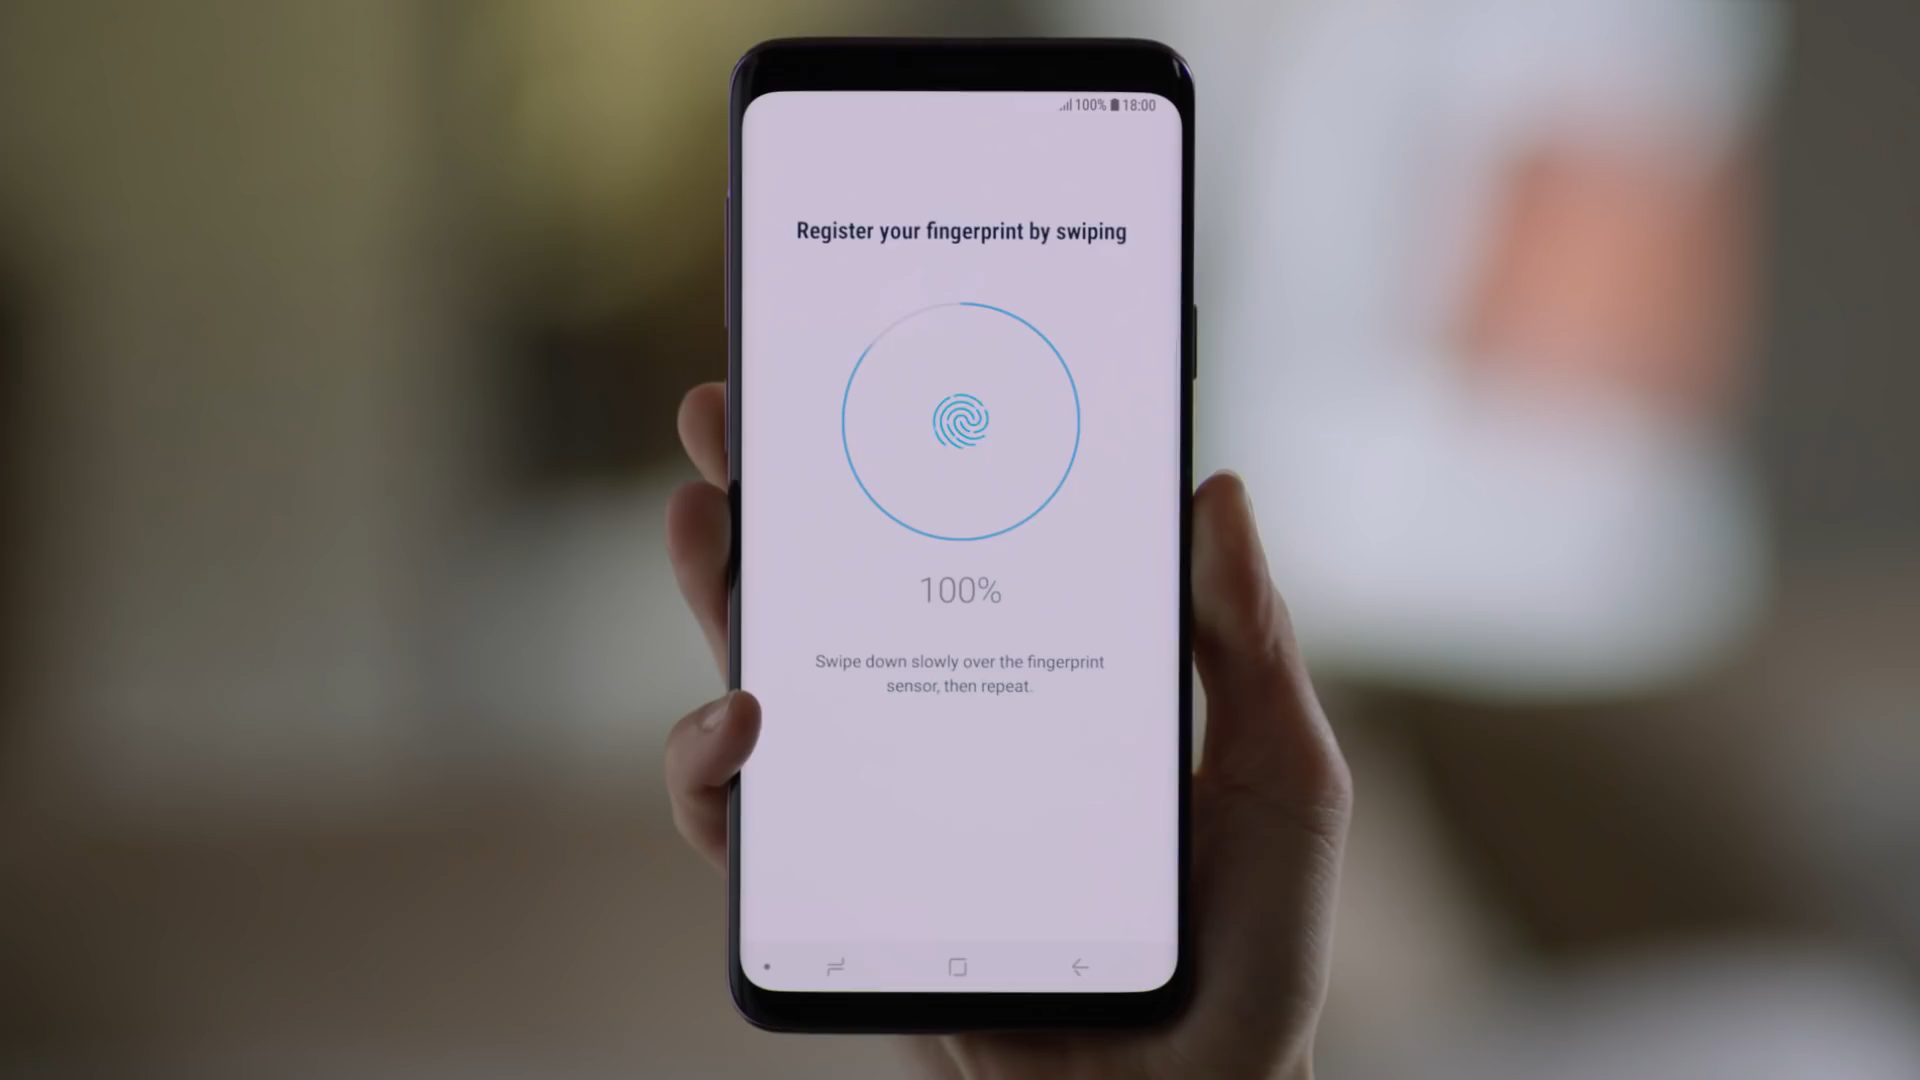 100% 18:00
Register your fingerprint by swiping
100%
Swipe down slowly over the fingerprint
sensor, then repeat.